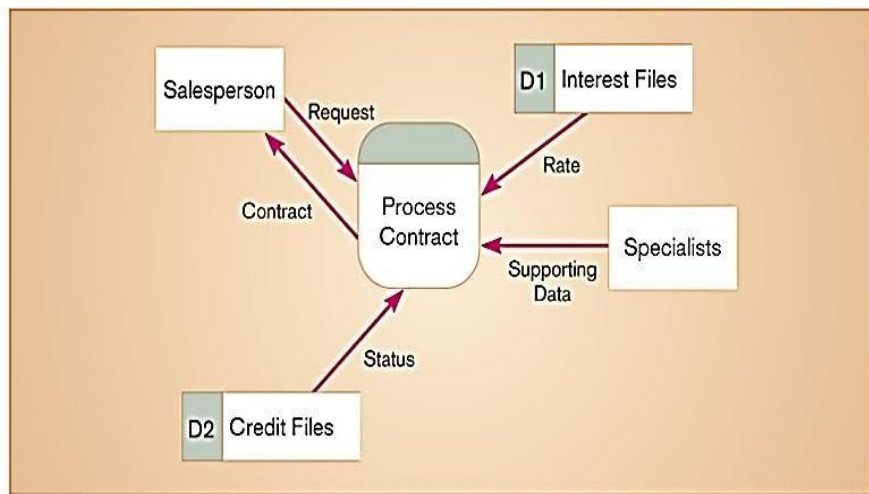 Salesperson
D1 Interest Files
Request
Rate
Process
Contract
Contract
Specialists
Supporting
Data
Status
D2 Credit Files